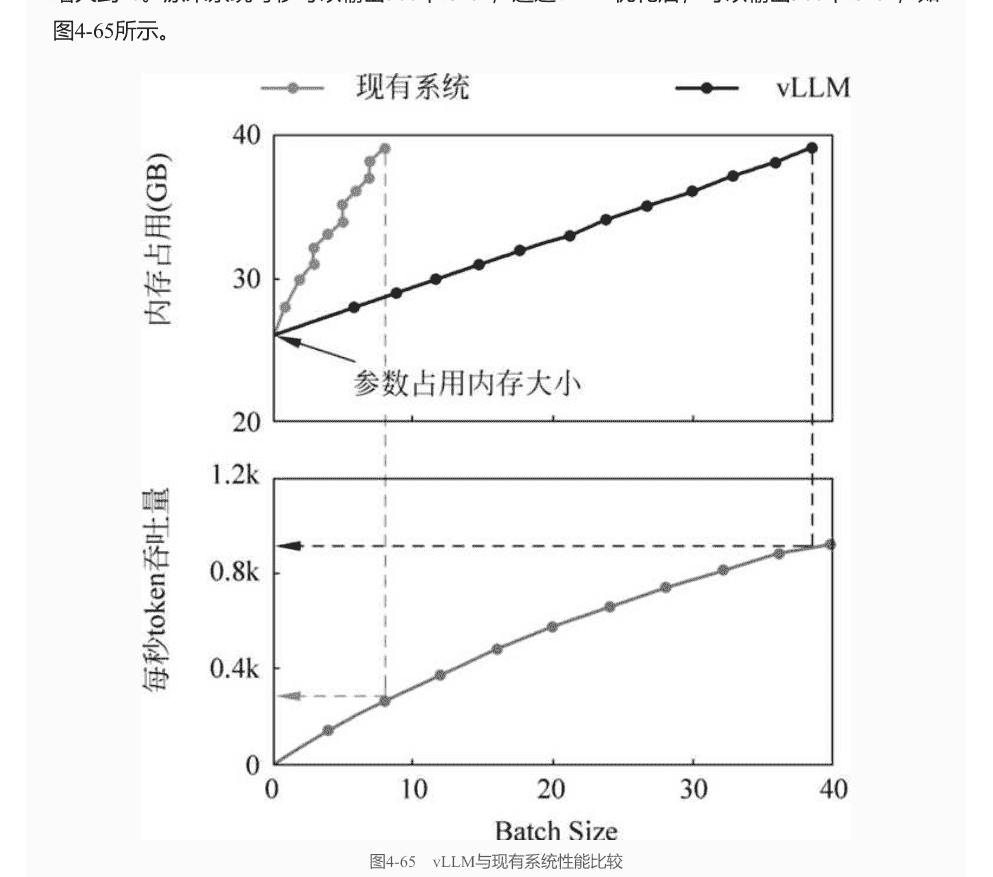 图4-65所示。
现有系统 vLLM
40
内存占用(GB)
30
参数占用内存大小
20
1.2k
每秒token吞吐量
0.8k
0.4k
0
0 10 20 30 40
Batch Size
图4-65 vLLM与现有系统性能比较